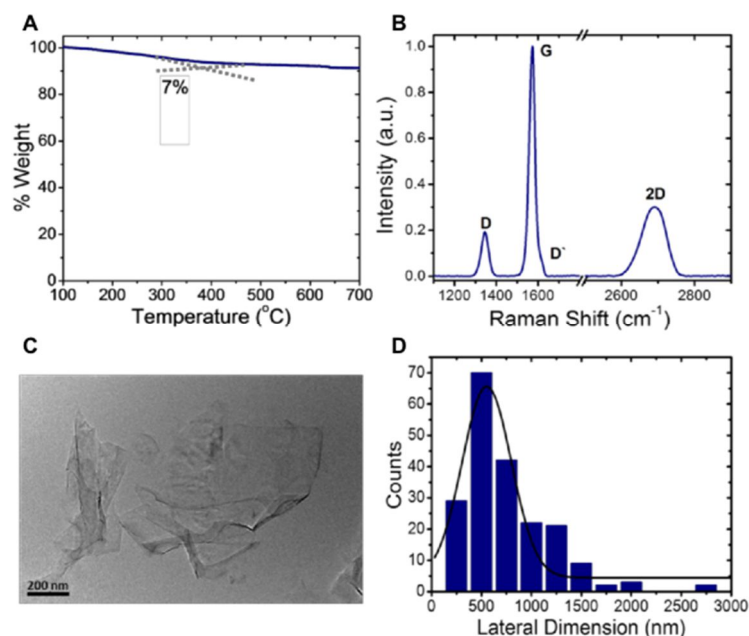 A
100
80
60
40
20
0
% Weight
7%
100 200 300 400 500 600 700
Temperature (°C)
B
1.0
0.8
0.6
0.4
0.2
0.0
Intensity (a.u.)
G
D
D`
2D
1200 1400 1600 2600 2800
Raman Shift (cm⁻¹)
C
200 nm
D
70
60
50
40
30
20
10
0
Counts
0 500 1000 1500 2000 2500 3000
Lateral Dimension (nm)